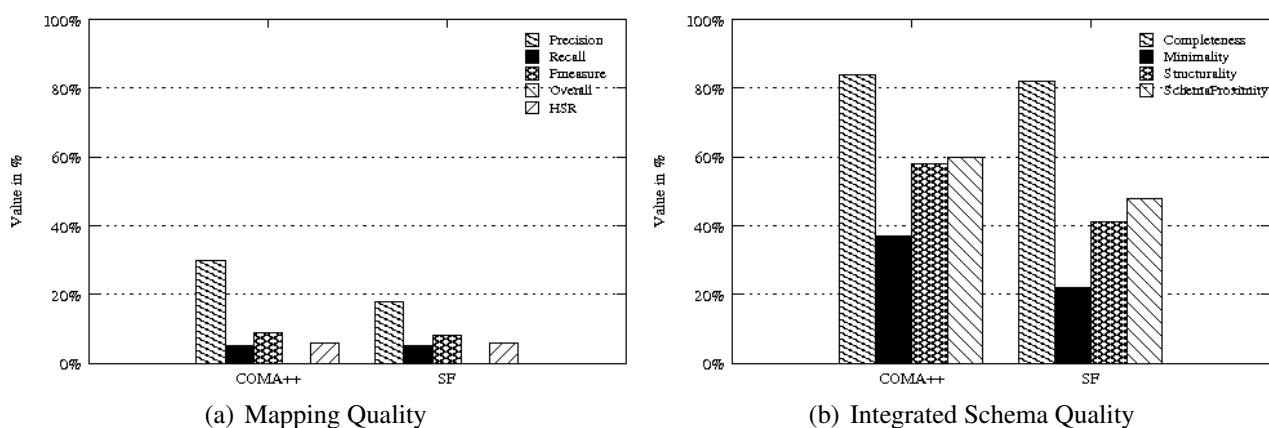 100%
80%
60%
40%
20%
0%
Value in %
Precision
Recall
Fmeasure
Overall
HSR
COMA++
SF
(a) Mapping Quality
100%
80%
60%
40%
20%
0%
Value in %
Completeness
Minimality
Structurality
SchemaProximity
COMA++
SF
(b) Integrated Schema Quality